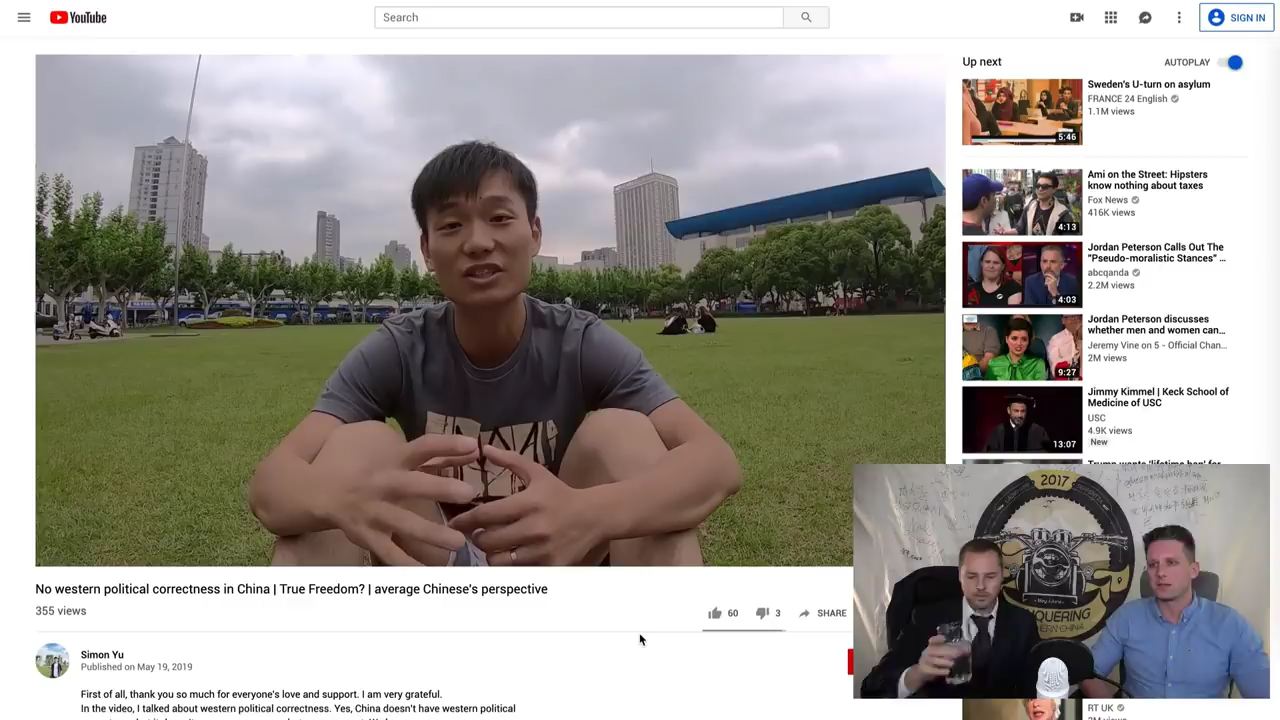 YouTube
Search
SIGN IN
Up next
AUTOPLAY
Sweden's U-turn on asylum
FRANCE 24 English
1.1M views
5:46
Ami on the Street: Hipsters
know nothing about taxes
Fox News
416K views
4:13
Jordan Peterson Calls Out The
"Pseudo-moralistic Stances" ...
abcqanda
2.2M views
4:03
Jordan Peterson discusses
whether men and women can...
Jeremy Vine on 5 - Official Chan...
2M views
9:27
Jimmy Kimmel | Keck School of
Medicine of USC
USC
4.9K views
New
13:07
2017
No western political correctness in China | True Freedom? | average Chinese's perspective
355 views
60
3
SHARE
Simon Yu
Published on May 19, 2019
First of all, thank you so much for everyone's love and support. I am very grateful.
In the video, I talked about western political correctness. Yes, China doesn't have western political
RT UK